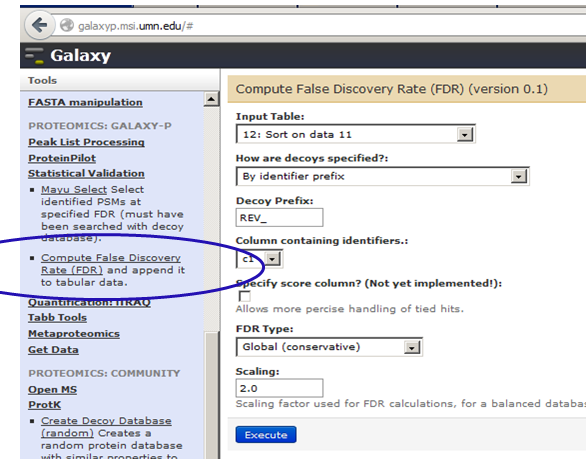 galaxyp.msi.umn.edu/#
Galaxy
Tools
FASTA manipulation
PROTEOMICS: GALAXY-P
Peak List Processing
ProteinPilot
Statistical Validation
Mayu Select Select
identified PSMs at
specified FDR (must have
been searched with decoy
database).
Compute False Discovery
Rate (FDR) and append it
to tabular data.
Quantification: iTRAQ
Tabb Tools
Metaproteomics
Get Data
PROTEOMICS: COMMUNITY
Open MS
ProtK
Create Decoy Database
(random) Creates a
random protein database
with similar properties to
Compute False Discovery Rate (FDR) (version 0.1)
Input Table:
12: Sort on data 11
How are decoys specified?:
By identifier prefix
Decoy Prefix:
REV_
Column containing identifiers.:
c1
Specify score column? (Not yet implemented!):
Allows more percise handling of tied hits.
FDR Type:
Global (conservative)
Scaling:
2.0
Scaling factor used for FDR calculations, for a balanced databas
Execute